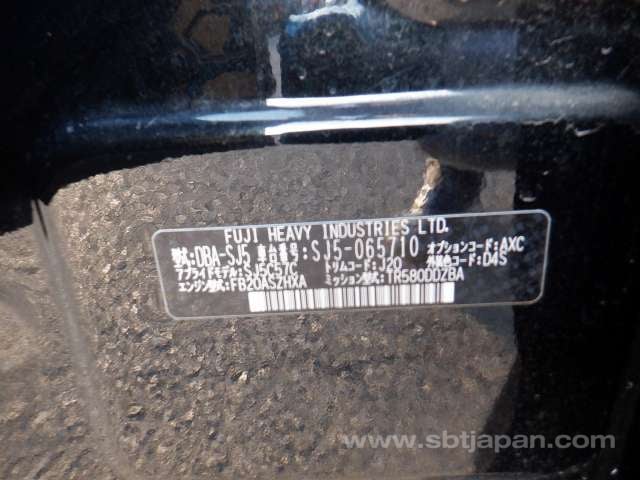 FUJI HEAVY INDUSTRIES LTD.
型式: DBA-SJ5 車台番号: SJ5-065710 オプションコード: AXC
アプライドモデル: SJ5C57C トリムコード: J20 外装色コード: D4S
エンジン型式: FB20ASZHXA ミッション型式: TR580DDZBA
www.sbtjapan.com